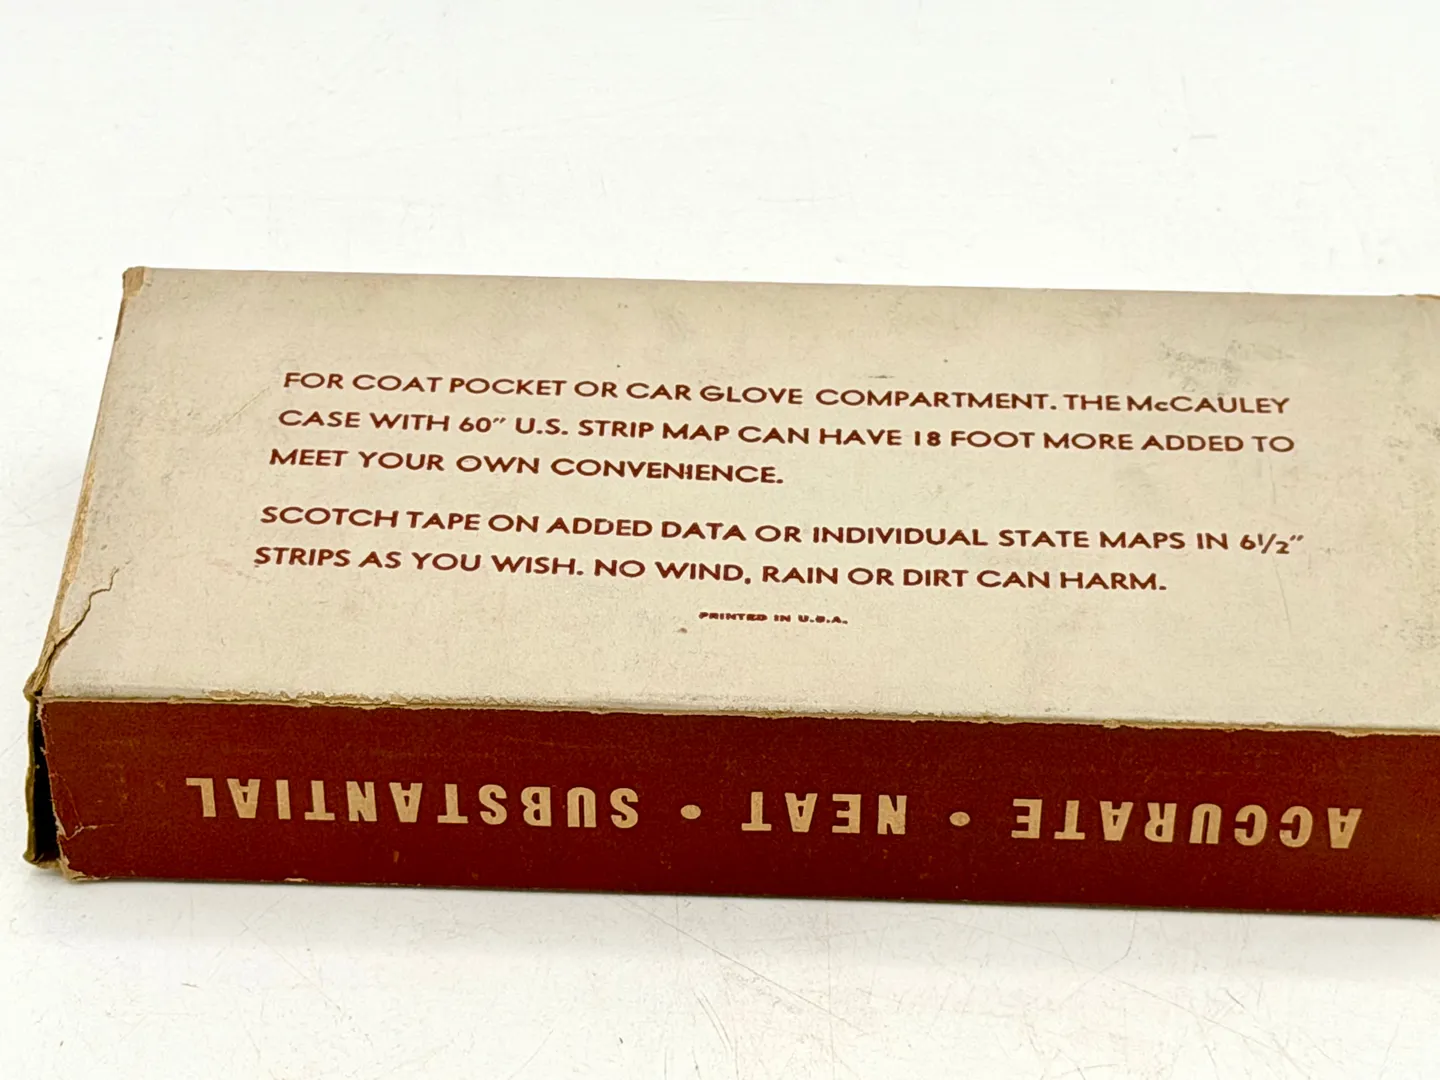 FOR COAT POCKET OR CAR GLOVE COMPARTMENT. THE McCAULEY
CASE WITH 60" U.S. STRIP MAP CAN HAVE 18 FOOT MORE ADDED TO
MEET YOUR OWN CONVENIENCE.
SCOTCH TAPE ON ADDED DATA OR INDIVIDUAL STATE MAPS IN 6½"
STRIPS AS YOU WISH. NO WIND, RAIN OR DIRT CAN HARM.
PRINTED IN U.S.A.
ACCURATE • NEAT • SUBSTANTIAL